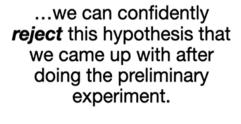 ...we can confidently
reject this hypothesis that
we came up with after
doing the preliminary
experiment.